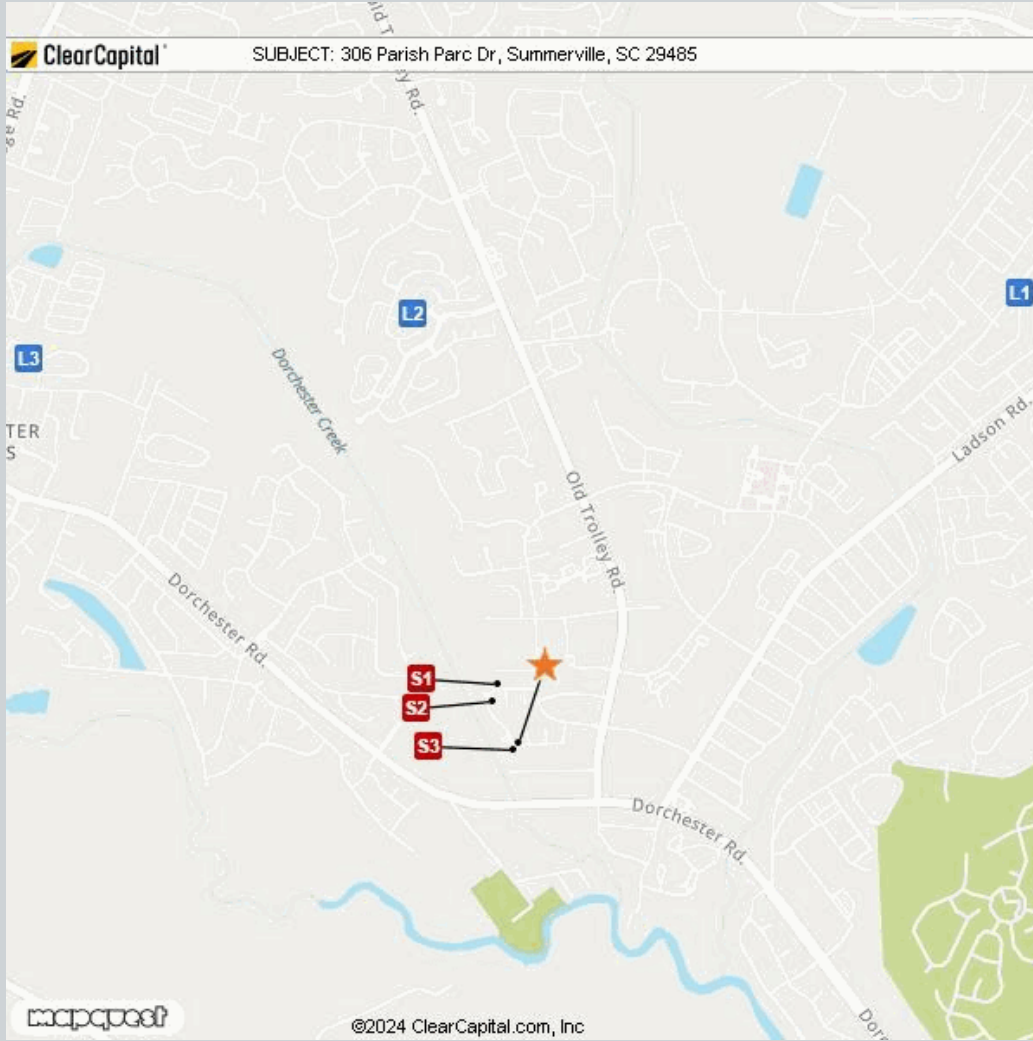 ClearCapital
SUBJECT: 306 Parish Parc Dr, Summerville, SC 29485
L1
L2
L3
Dorchester Creek
TER
S
Ladson Rd.
Old Trolley Rd.
Dorchester Rd.
S1
S2
S3
Dorchester Rd.
mapquest
©2024 ClearCapital.com, Inc